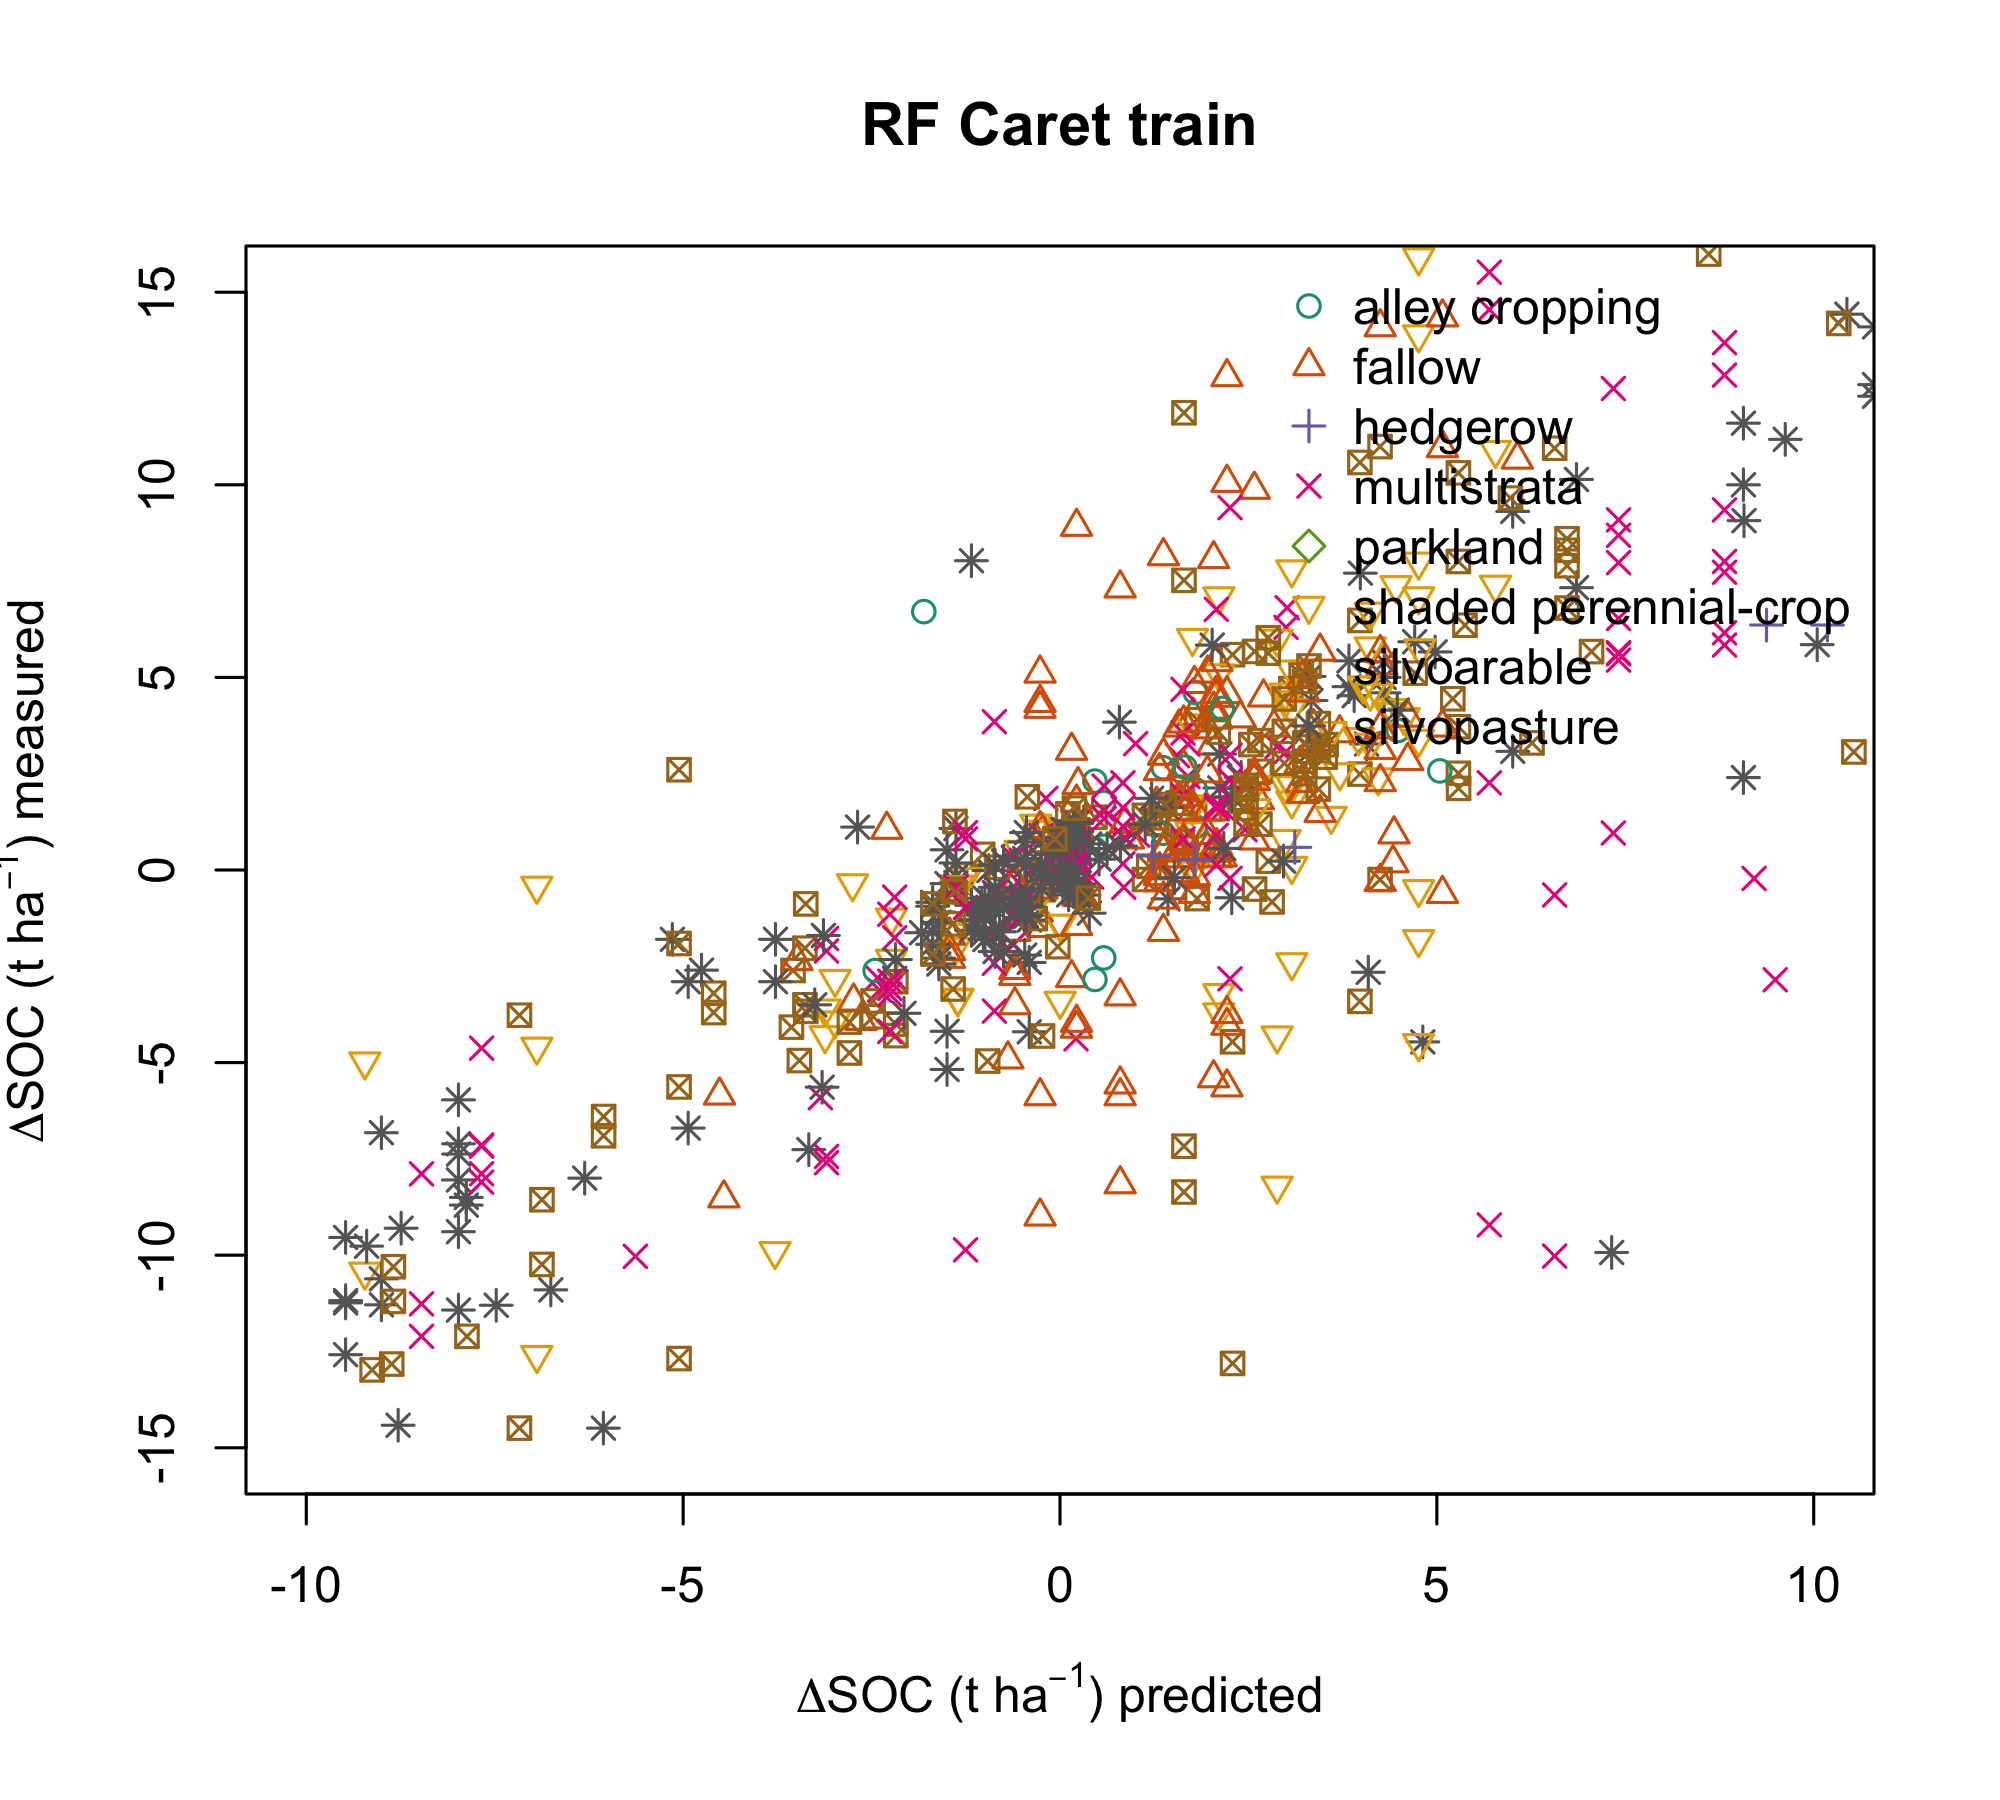 RF Caret train
15
10
5
0
-5
-10
-15
ΔSOC (t ha⁻¹) measured
alley cropping
fallow
hedgerow
multistrata
parkland
shaded perennial-crop
silvoarable
silvopasture
-10
-5
0
5
10
ΔSOC (t ha⁻¹) predicted